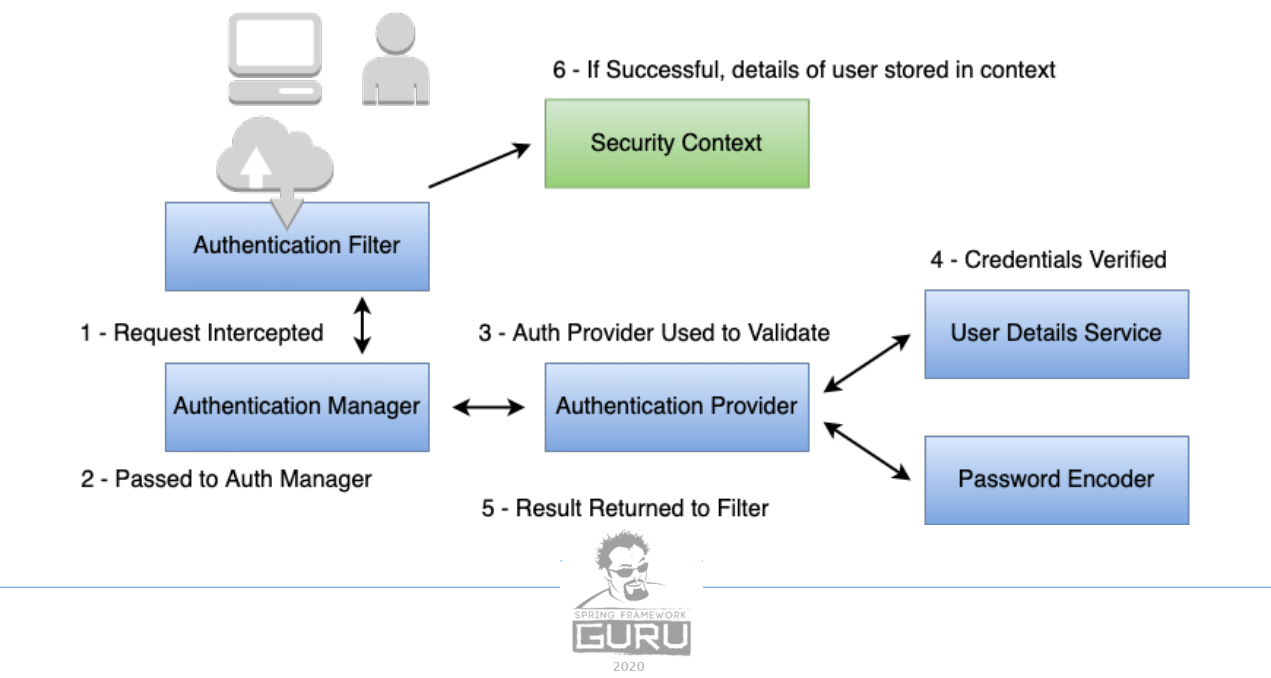 6 - If Successful, details of user stored in context
Security Context
Authentication Filter
4 - Credentials Verified
1 - Request Intercepted
3 - Auth Provider Used to Validate
User Details Service
Authentication Manager
Authentication Provider
2 - Passed to Auth Manager
Password Encoder
5 - Result Returned to Filter
SPRING FRAMEWORK
GURU
2020